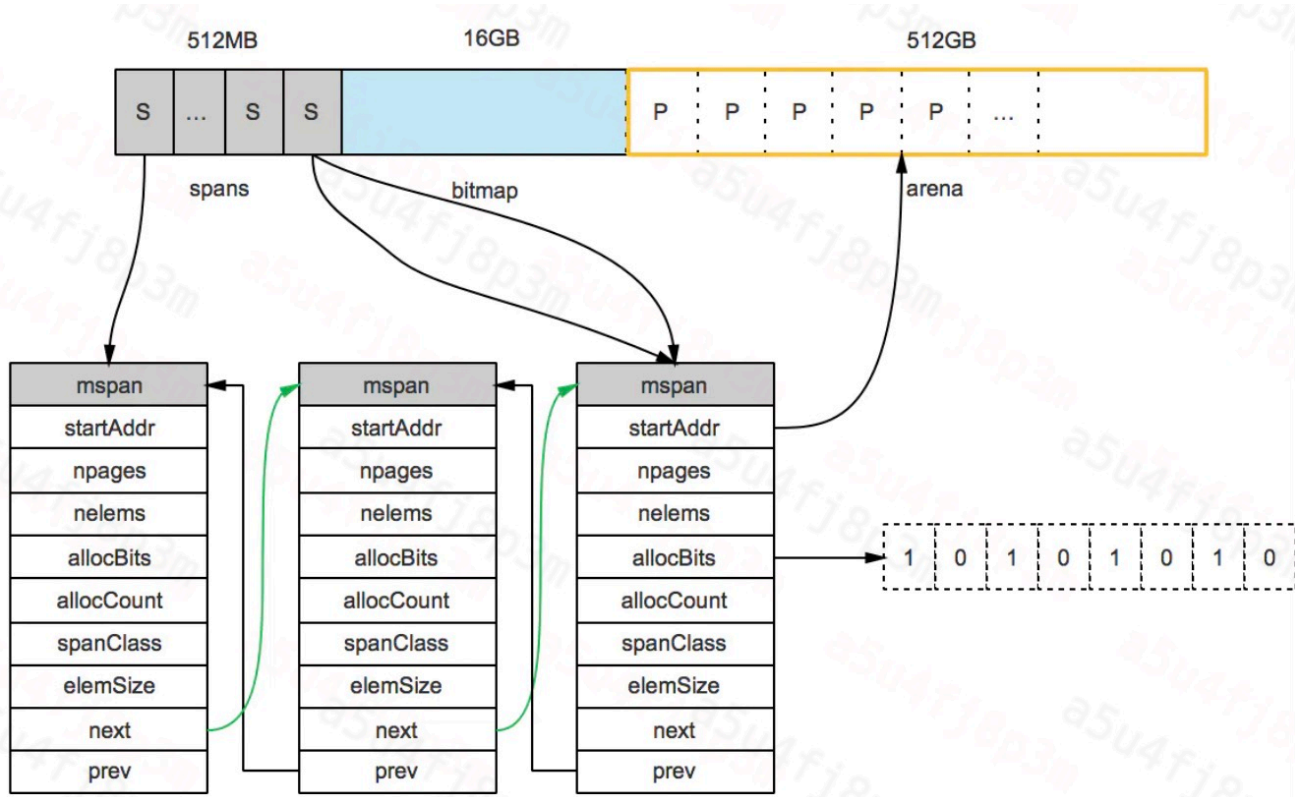 512MB 16GB 512GB
S ... S S P P P P P ...
spans bitmap arena
mspan mspan mspan
startAddr startAddr startAddr
npages npages npages
nelems nelems nelems
allocBits allocBits allocBits 1 0 1 0 1 0 1 0
allocCount allocCount allocCount
spanClass spanClass spanClass
elemSize elemSize elemSize
next next next
prev prev prev
a5u4fj8p3m